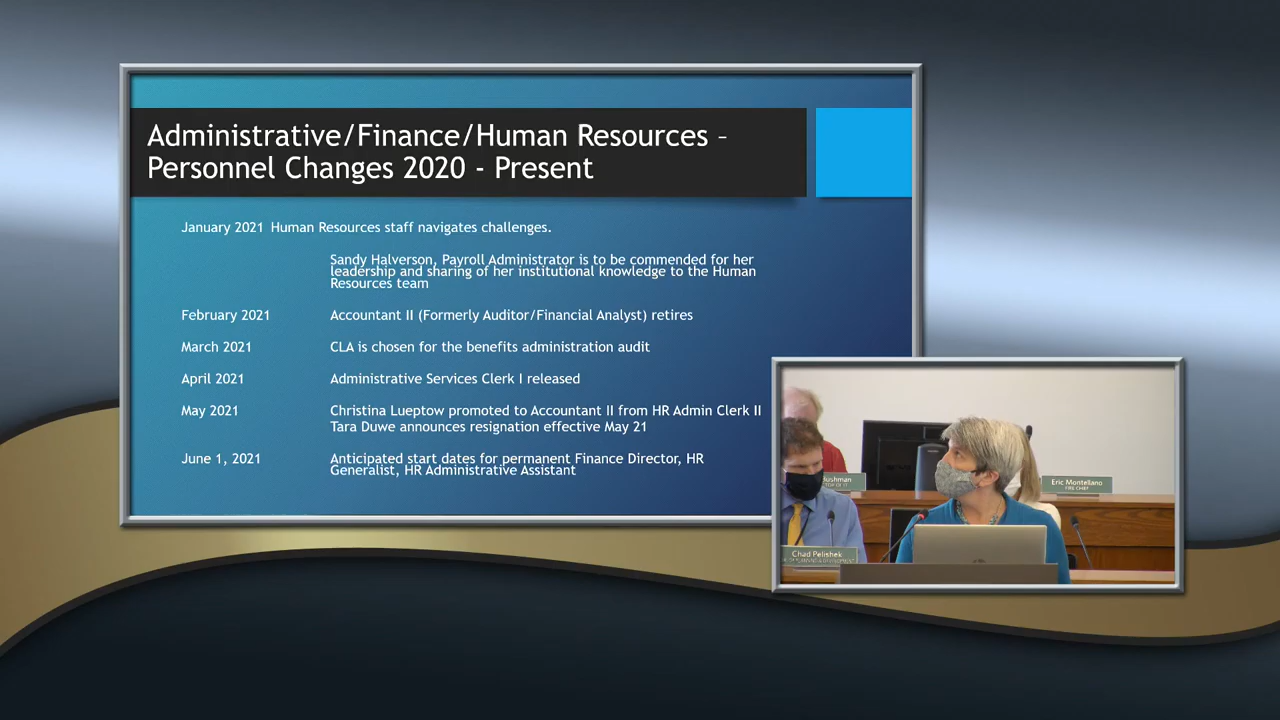 Administrative/Finance/Human Resources –
Personnel Changes 2020 - Present
January 2021 Human Resources staff navigates challenges.
Sandy Halverson, Payroll Administrator is to be commended for her
leadership and sharing of her institutional knowledge to the Human
Resources team
February 2021 Accountant II (Formerly Auditor/Financial Analyst) retires
March 2021 CLA is chosen for the benefits administration audit
April 2021 Administrative Services Clerk I released
May 2021 Christina Lueptow promoted to Accountant II from HR Admin Clerk II
Tara Duwe announces resignation effective May 21
June 1, 2021 Anticipated start dates for permanent Finance Director, HR
Generalist, HR Administrative Assistant
Bushman
Eric Montellano
FIRE CHIEF
Chad Pelishek